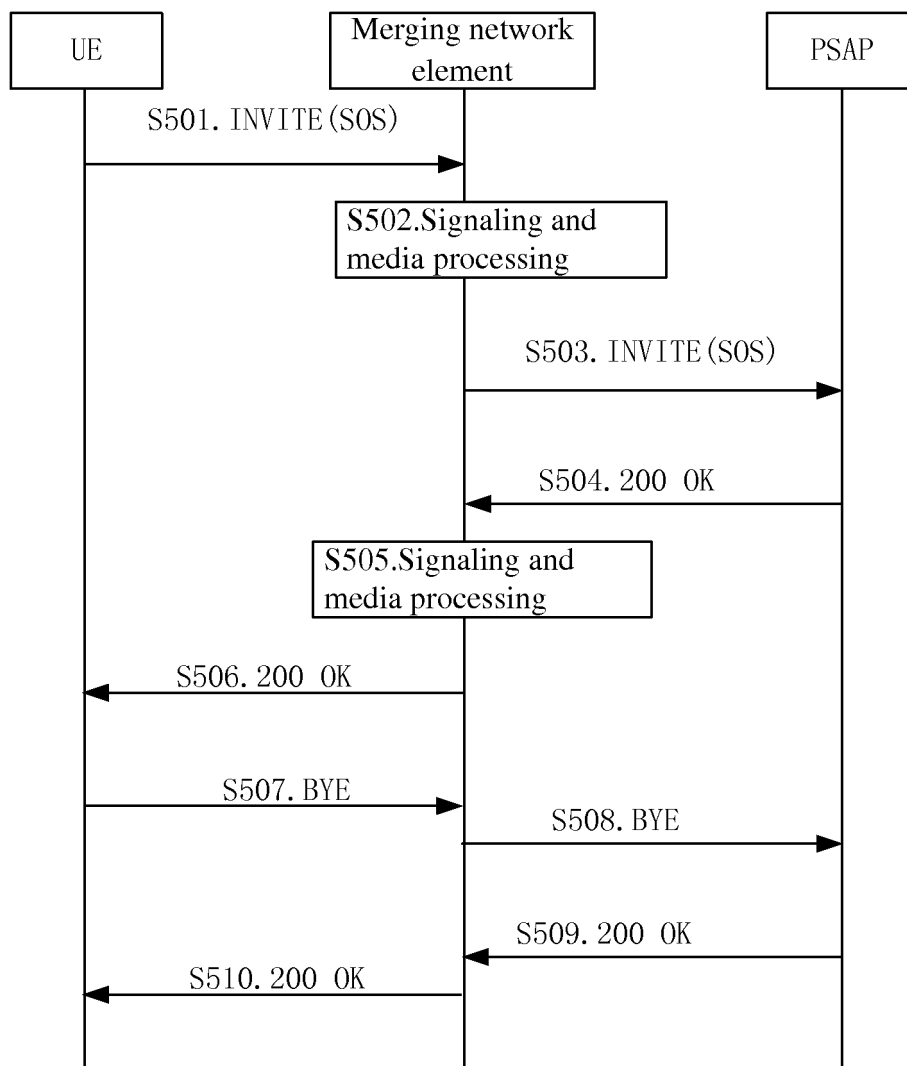 UE
Merging network
element
PSAP
S501. INVITE(SOS)
S502.Signaling and
media processing
S503. INVITE(SOS)
S504. 200 OK
S505.Signaling and
media processing
S506. 200 OK
S507. BYE
S508. BYE
S509. 200 OK
S510. 200 OK